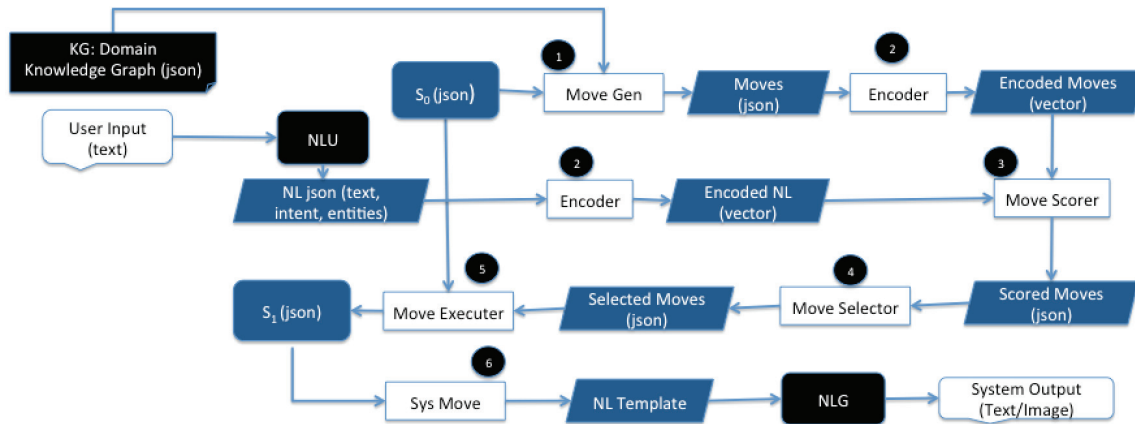 KG: Domain
Knowledge Graph (json)
1
2
S0 (json)
Move Gen
Moves
(json)
Encoder
Encoded Moves
(vector)
User Input
(text)
NLU
2
3
NL json (text,
intent, entities)
Encoder
Encoded NL
(vector)
Move Scorer
5
4
S1 (json)
Move Executer
Selected Moves
(json)
Move Selector
Scored Moves
(json)
6
Sys Move
NL Template
NLG
System Output
(Text/Image)